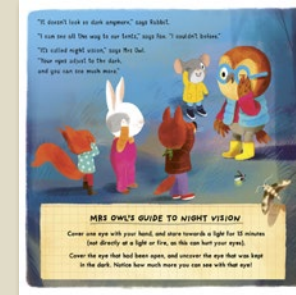 "It doesn't look so dark anymore," says Rabbit.
"I can see all the way to our tents," says Fox. "I couldn't before."
"It's called night vision," says Mrs Owl.
"Your eyes adjust to the dark,
and you can see much more."
MRS OWL'S GUIDE TO NIGHT VISION
Cover one eye with your hand, and stare towards a light for 15 minutes
(not directly at a light or fire, as this can hurt your eyes).
Cover the eye that had been open, and uncover the eye that was kept
in the dark. Notice how much more you can see with that eye!